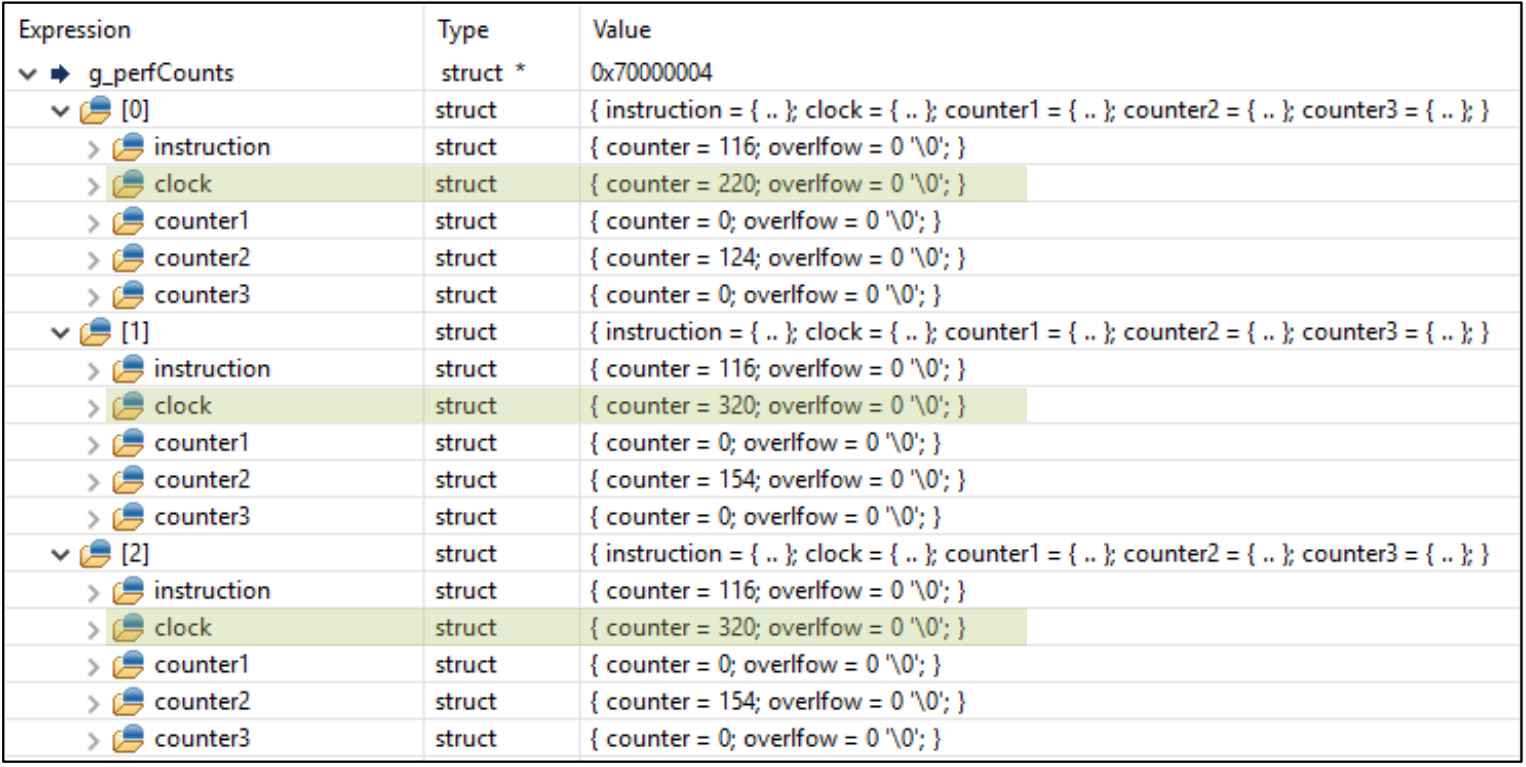 Expression Type Value
g_perfCounts struct * 0x70000004
[0] struct { instruction = { .. }; clock = { .. }; counter1 = { .. }; counter2 = { .. }; counter3 = { .. }; }
instruction struct { counter = 116; overlfow = 0 '\0'; }
clock struct { counter = 220; overlfow = 0 '\0'; }
counter1 struct { counter = 0; overlfow = 0 '\0'; }
counter2 struct { counter = 124; overlfow = 0 '\0'; }
counter3 struct { counter = 0; overlfow = 0 '\0'; }
[1] struct { instruction = { .. }; clock = { .. }; counter1 = { .. }; counter2 = { .. }; counter3 = { .. }; }
instruction struct { counter = 116; overlfow = 0 '\0'; }
clock struct { counter = 320; overlfow = 0 '\0'; }
counter1 struct { counter = 0; overlfow = 0 '\0'; }
counter2 struct { counter = 154; overlfow = 0 '\0'; }
counter3 struct { counter = 0; overlfow = 0 '\0'; }
[2] struct { instruction = { .. }; clock = { .. }; counter1 = { .. }; counter2 = { .. }; counter3 = { .. }; }
instruction struct { counter = 116; overlfow = 0 '\0'; }
clock struct { counter = 320; overlfow = 0 '\0'; }
counter1 struct { counter = 0; overlfow = 0 '\0'; }
counter2 struct { counter = 154; overlfow = 0 '\0'; }
counter3 struct { counter = 0; overlfow = 0 '\0'; }